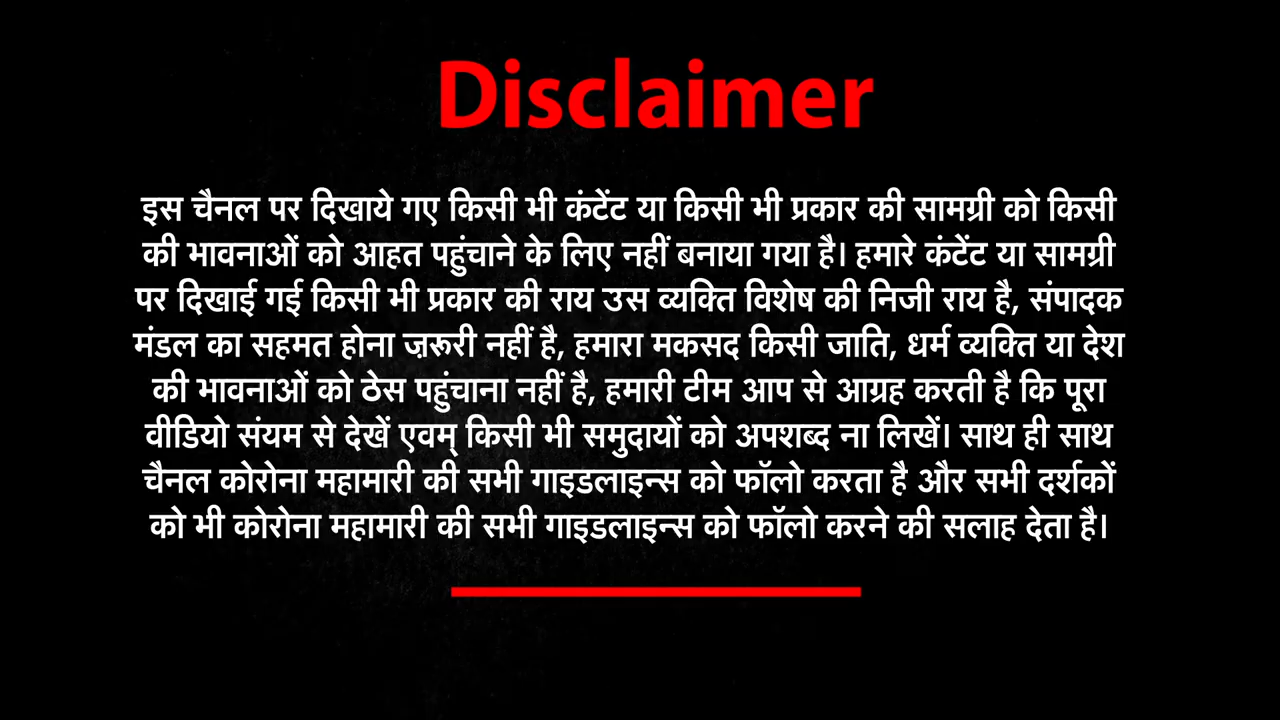 Disclaimer
इस चैनल पर दिखाये गए किसी भी कंटेंट या किसी भी प्रकार की सामग्री को किसी
की भावनाओं को आहत पहुंचाने के लिए नहीं बनाया गया है। हमारे कंटेंट या सामग्री
पर दिखाई गई किसी भी प्रकार की राय उस व्यक्ति विशेष की निजी राय है, संपादक
मंडल का सहमत होना ज़रूरी नहीं है, हमारा मकसद किसी जाति, धर्म व्यक्ति या देश
की भावनाओं को ठेस पहुंचाना नहीं है, हमारी टीम आप से आग्रह करती है कि पूरा
वीडियो संयम से देखें एवम् किसी भी समुदायों को अपशब्द ना लिखें। साथ ही साथ
चैनल कोरोना महामारी की सभी गाइडलाइन्स को फॉलो करता है और सभी दर्शकों
को भी कोरोना महामारी की सभी गाइडलाइन्स को फॉलो करने की सलाह देता है।